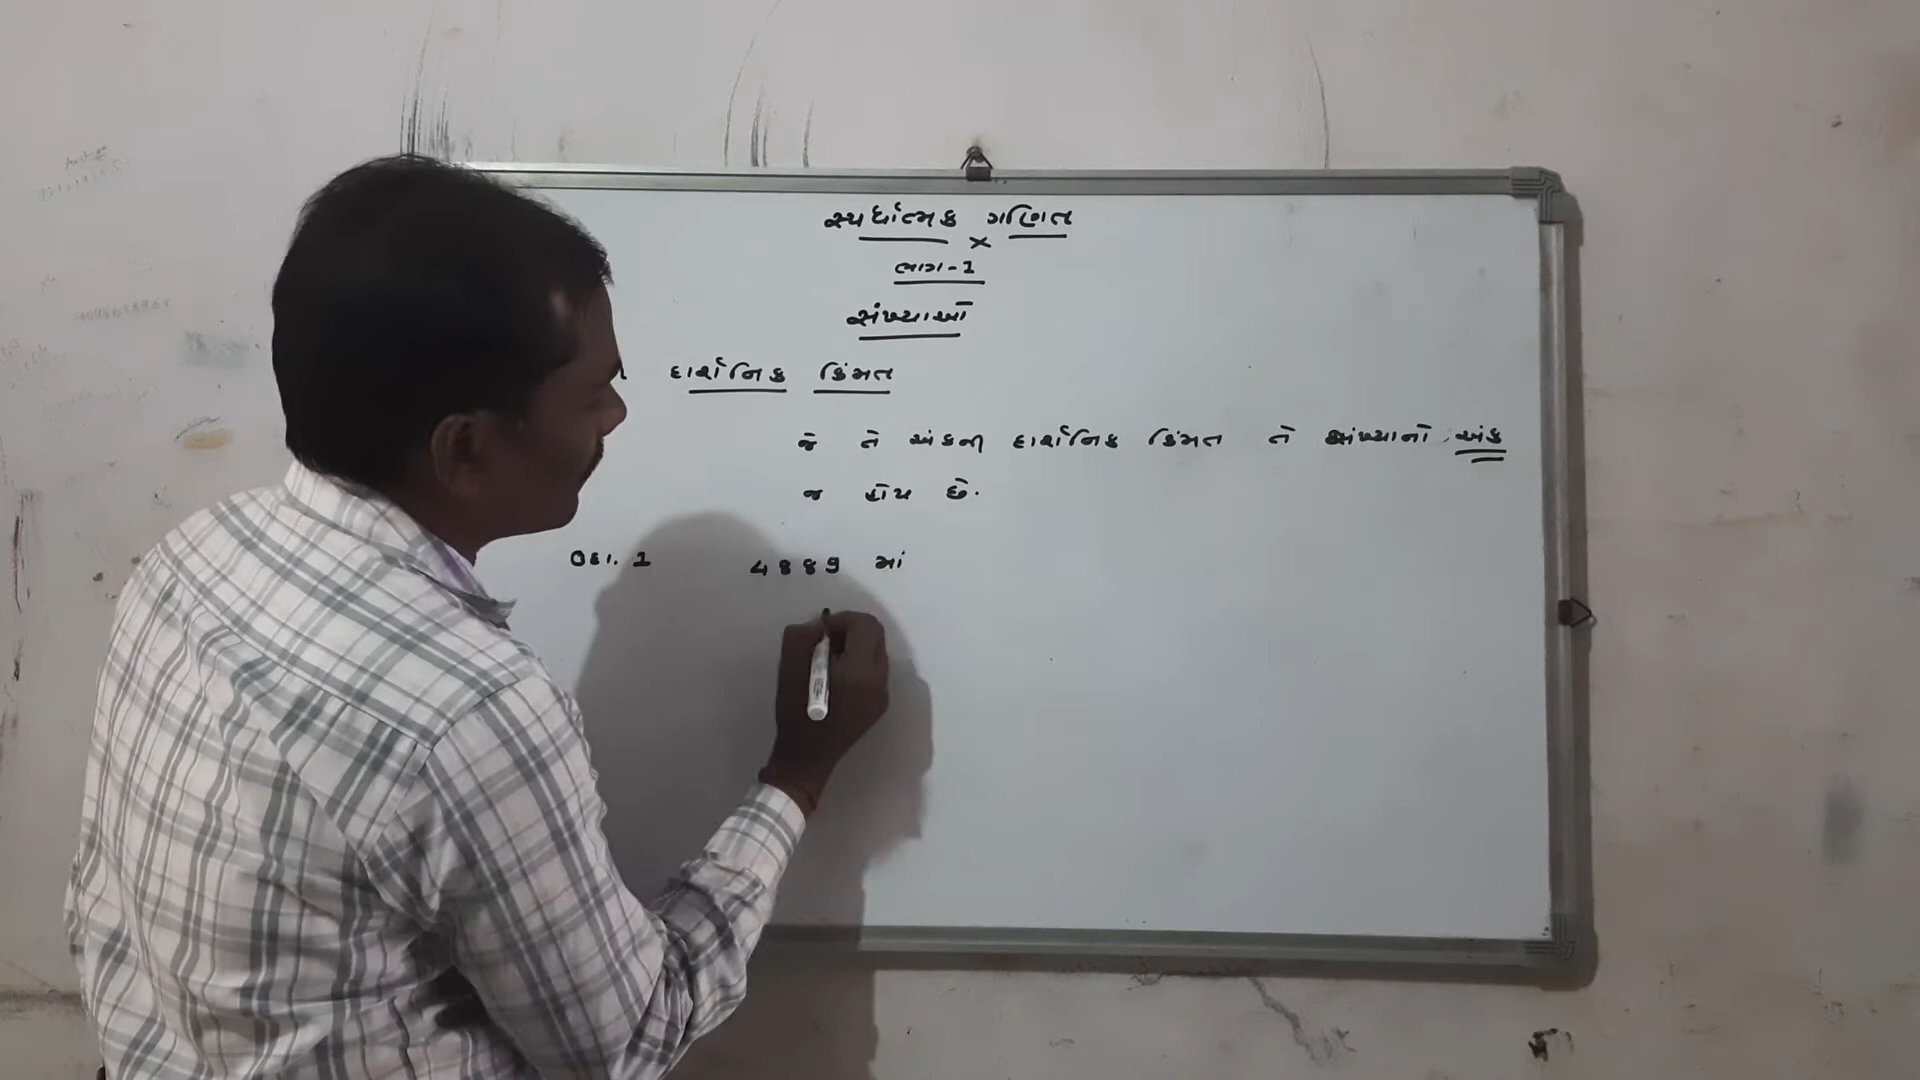 સ્પર્ધાત્મક ગણિત
ભાગ-1
સંખ્યાઓ
દાર્શનિક કિંમત
જે તે અંકની દાર્શનિક કિંમત તે સંખ્યાનો અંક
જ હોય છે.
ઉદા. 1 4889 માં